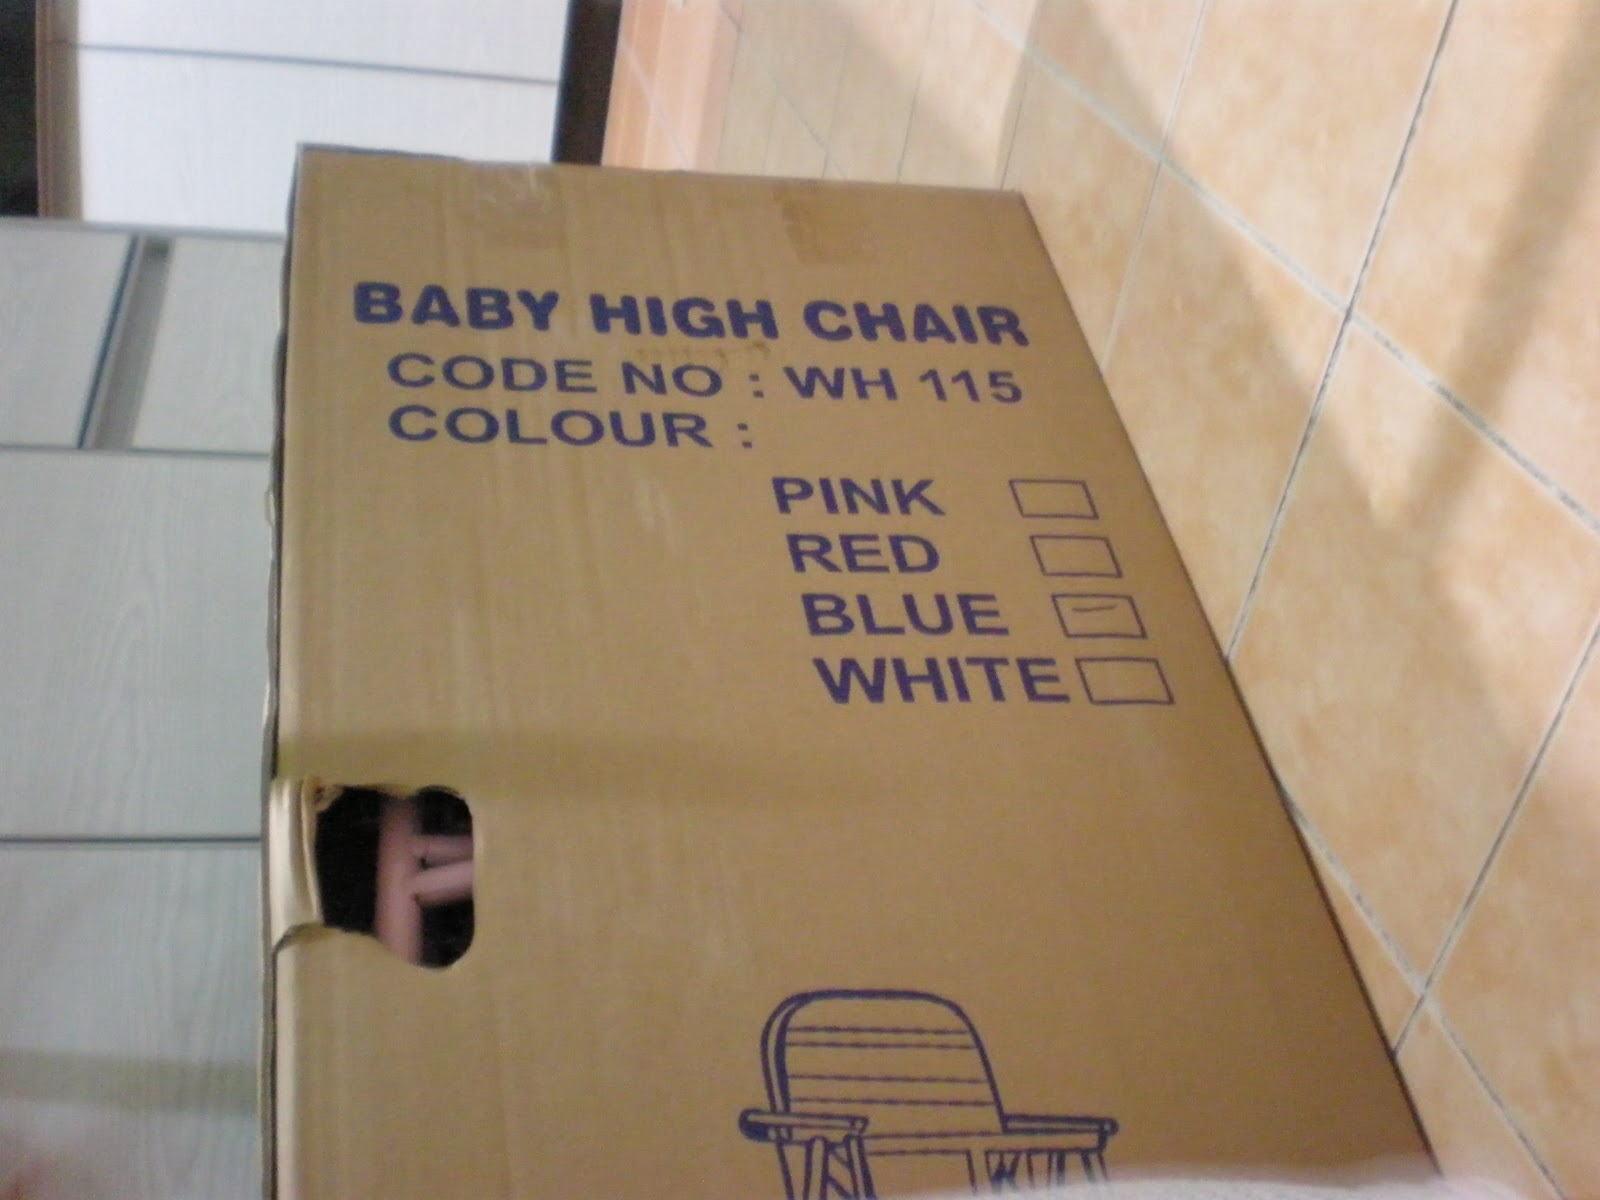 BABY HIGH CHAIR
CODE NO : WH 115
COLOUR :
PINK
RED
BLUE
WHITE